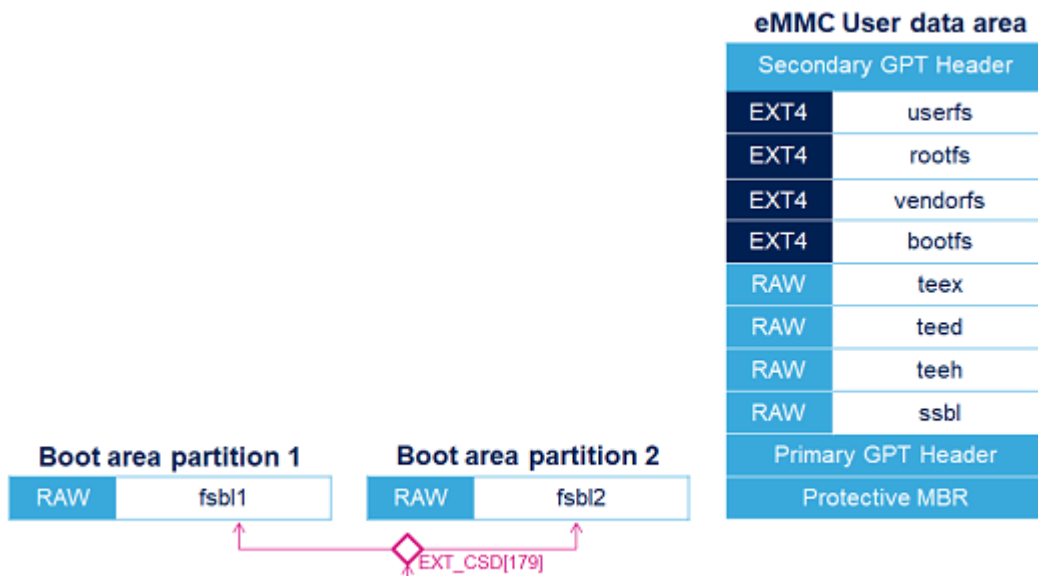 eMMC User data area
Secondary GPT Header
EXT4 userfs
EXT4 rootfs
EXT4 vendorfs
EXT4 bootfs
RAW teex
RAW teed
RAW teeh
RAW ssbl
Primary GPT Header
Protective MBR
Boot area partition 1
RAW fsbl1
Boot area partition 2
RAW fsbl2
EXT_CSD[179]